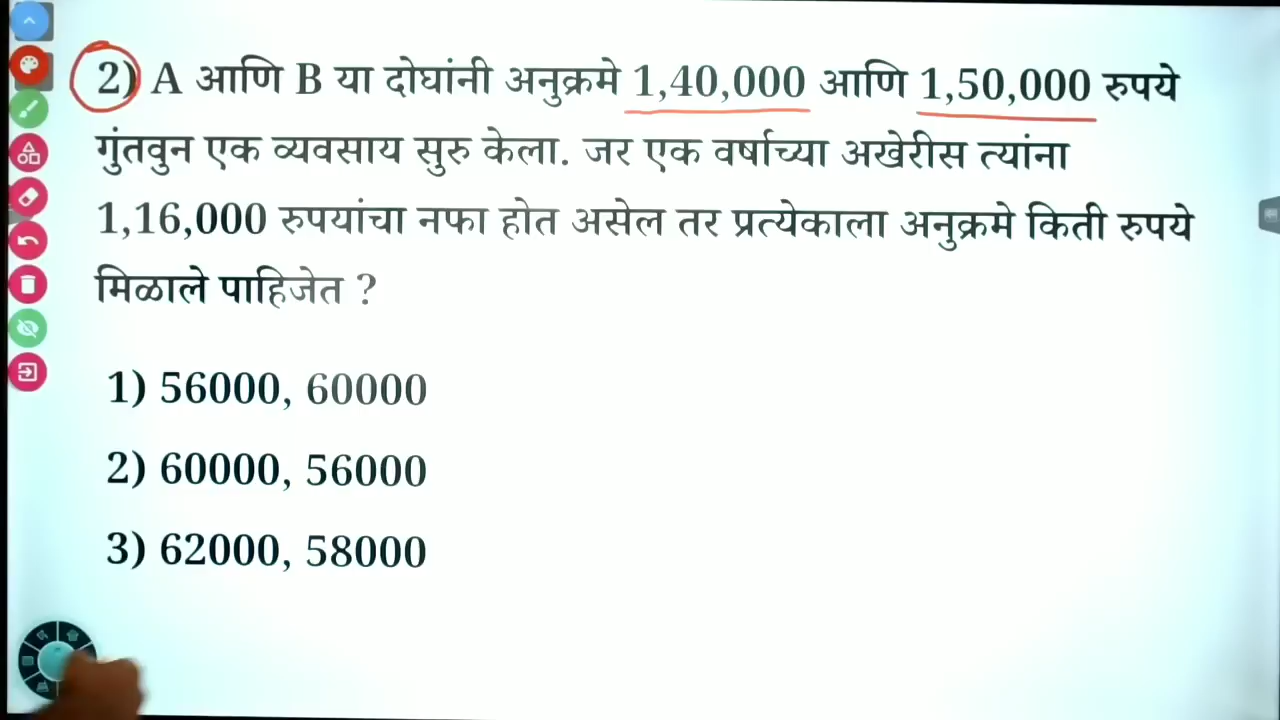 2) A आणि B या दोघांनी अनुक्रमे 1,40,000 आणि 1,50,000 रुपये
गुंतवुन एक व्यवसाय सुरु केला. जर एक वर्षाच्या अखेरीस त्यांना
1,16,000 रुपयांचा नफा होत असेल तर प्रत्येकाला अनुक्रमे किती रुपये
मिळाले पाहिजेत ?
1) 56000, 60000
2) 60000, 56000
3) 62000, 58000